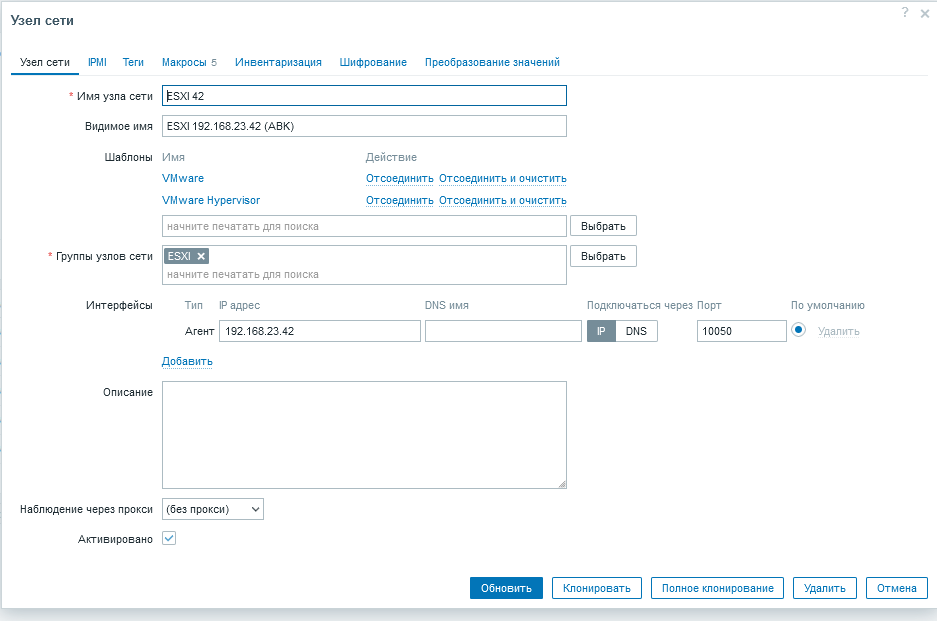 Узел сети
? ×
Узел сети IPMI Теги Макросы 5 Инвентаризация Шифрование Преобразование значений
* Имя узла сети ESXI 42
Видимое имя ESXI 192.168.23.42 (АВК)
Шаблоны Имя Действие
VMware Отсоединить Отсоединить и очистить
VMware Hypervisor Отсоединить Отсоединить и очистить
начните печатать для поиска Выбрать
* Группы узлов сети ESXI × Выбрать
начните печатать для поиска
Интерфейсы Тип IP адрес DNS имя Подключаться через Порт По умолчанию
Агент 192.168.23.42 IP DNS 10050 Удалить
Добавить
Описание
Наблюдение через прокси (без прокси)
Активировано
Обновить Клонировать Полное клонирование Удалить Отмена